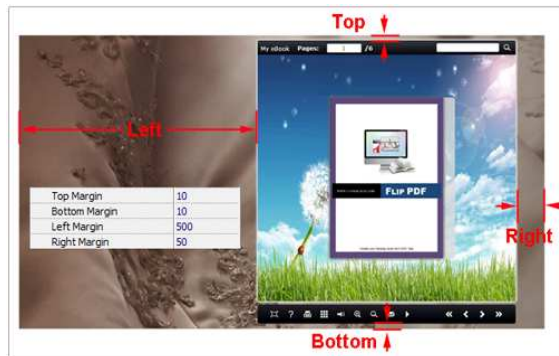 Top
My eBook Pages: 1 /6
Left
FLIP PDF
Top Margin 10
Bottom Margin 10
Left Margin 500
Right Margin 50
Right
Bottom